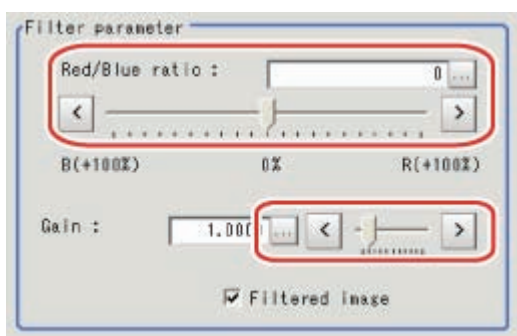 Filter parameter
Red/Blue ratio : 0 ...
< >
B(+100%) 0% R(+100%)
Gain : 1.000 ... < >
Filtered image